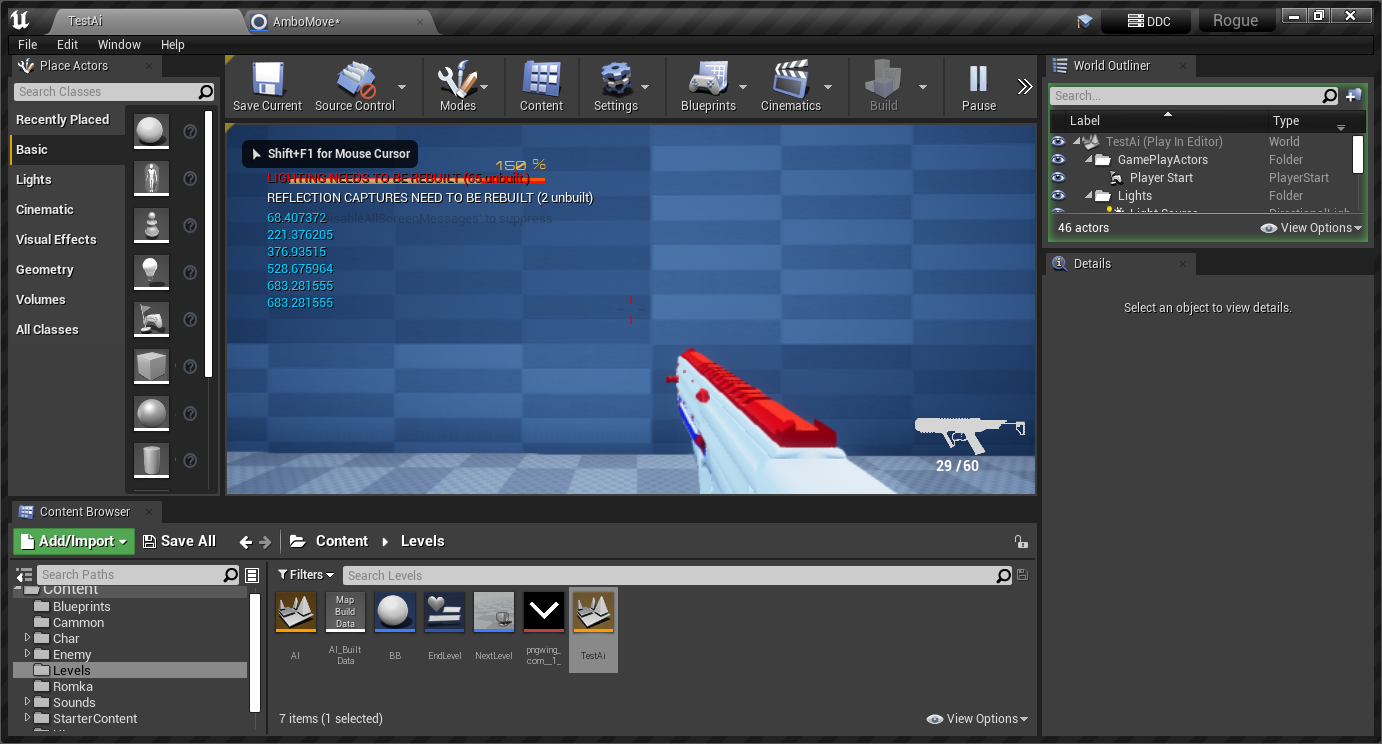 TestAi
AmboMove*
DDC
Rogue
File Edit Window Help
Place Actors
Search Classes
Recently Placed
Basic
Lights
Cinematic
Visual Effects
Geometry
Volumes
All Classes
Save Current
Source Control
Modes
Content
Settings
Blueprints
Cinematics
Build
Pause
Shift+F1 for Mouse Cursor
150 %
LIGHTING NEEDS TO BE REBUILT (65 unbuilt)
REFLECTION CAPTURES NEED TO BE REBUILT (2 unbuilt)
68.407372
isableAllScreenMessages' to suppress
221.376205
376.93515
528.675964
683.281555
683.281555
29 / 60
World Outliner
Search...
Label Type
TestAi (Play In Editor) World
GamePlayActors Folder
Player Start PlayerStart
Lights Folder
Light Source DirectionalLigh
46 actors
View Options
Details
Select an object to view details.
Content Browser
Add/Import
Save All
Content
Levels
Search Paths
Content
Blueprints
Cammon
Char
Enemy
Levels
Romka
Sounds
StarterContent
Filters
Search Levels
AI
Map
Build
Data
AI_Built
Data
BB
EndLevel
NextLevel
pngwing_
com__1_
TestAi
7 items (1 selected)
View Options